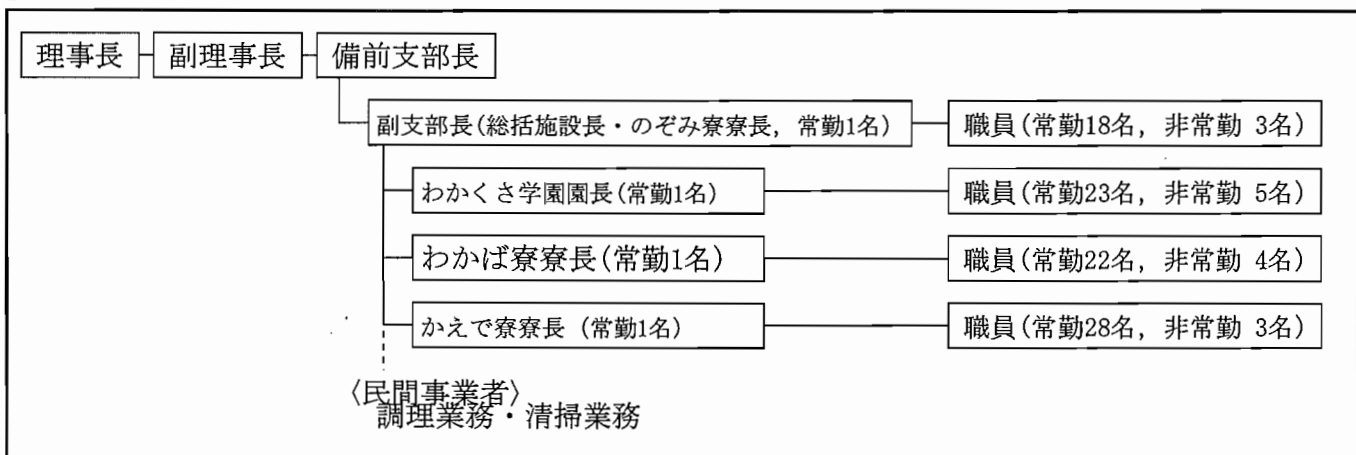 理事長 副理事長 備前支部長
副支部長(総括施設長・のぞみ寮寮長, 常勤1名) 職員(常勤18名, 非常勤 3名)
わかくさ学園園長(常勤1名) 職員(常勤23名, 非常勤 5名)
わかば寮寮長(常勤1名) 職員(常勤22名, 非常勤 4名)
かえで寮寮長 (常勤1名) 職員(常勤28名, 非常勤 3名)
〈民間事業者〉
調理業務・清掃業務